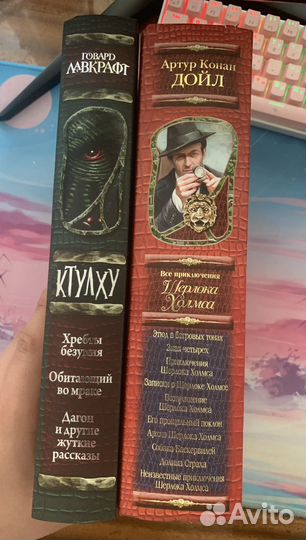 ГОВАРД
ЛАВКРАФТ
КТУЛХУ
Хребты
безумия
Обитающий
во мраке
Дагон
и другие
жуткие
рассказы
Артур Конан
ДОЙЛ
Все приключения
Шерлока
Холмса
Этюд в багровых тонах
Знак четырех
Приключения
Шерлока Холмса
Записки о Шерлоке Холмсе
Возвращение
Шерлока Холмса
Его прощальный поклон
Архив Шерлока Холмса
Собака Баскервилей
Долина Страха
Неизвестные приключения
Шерлока Холмса
Avito